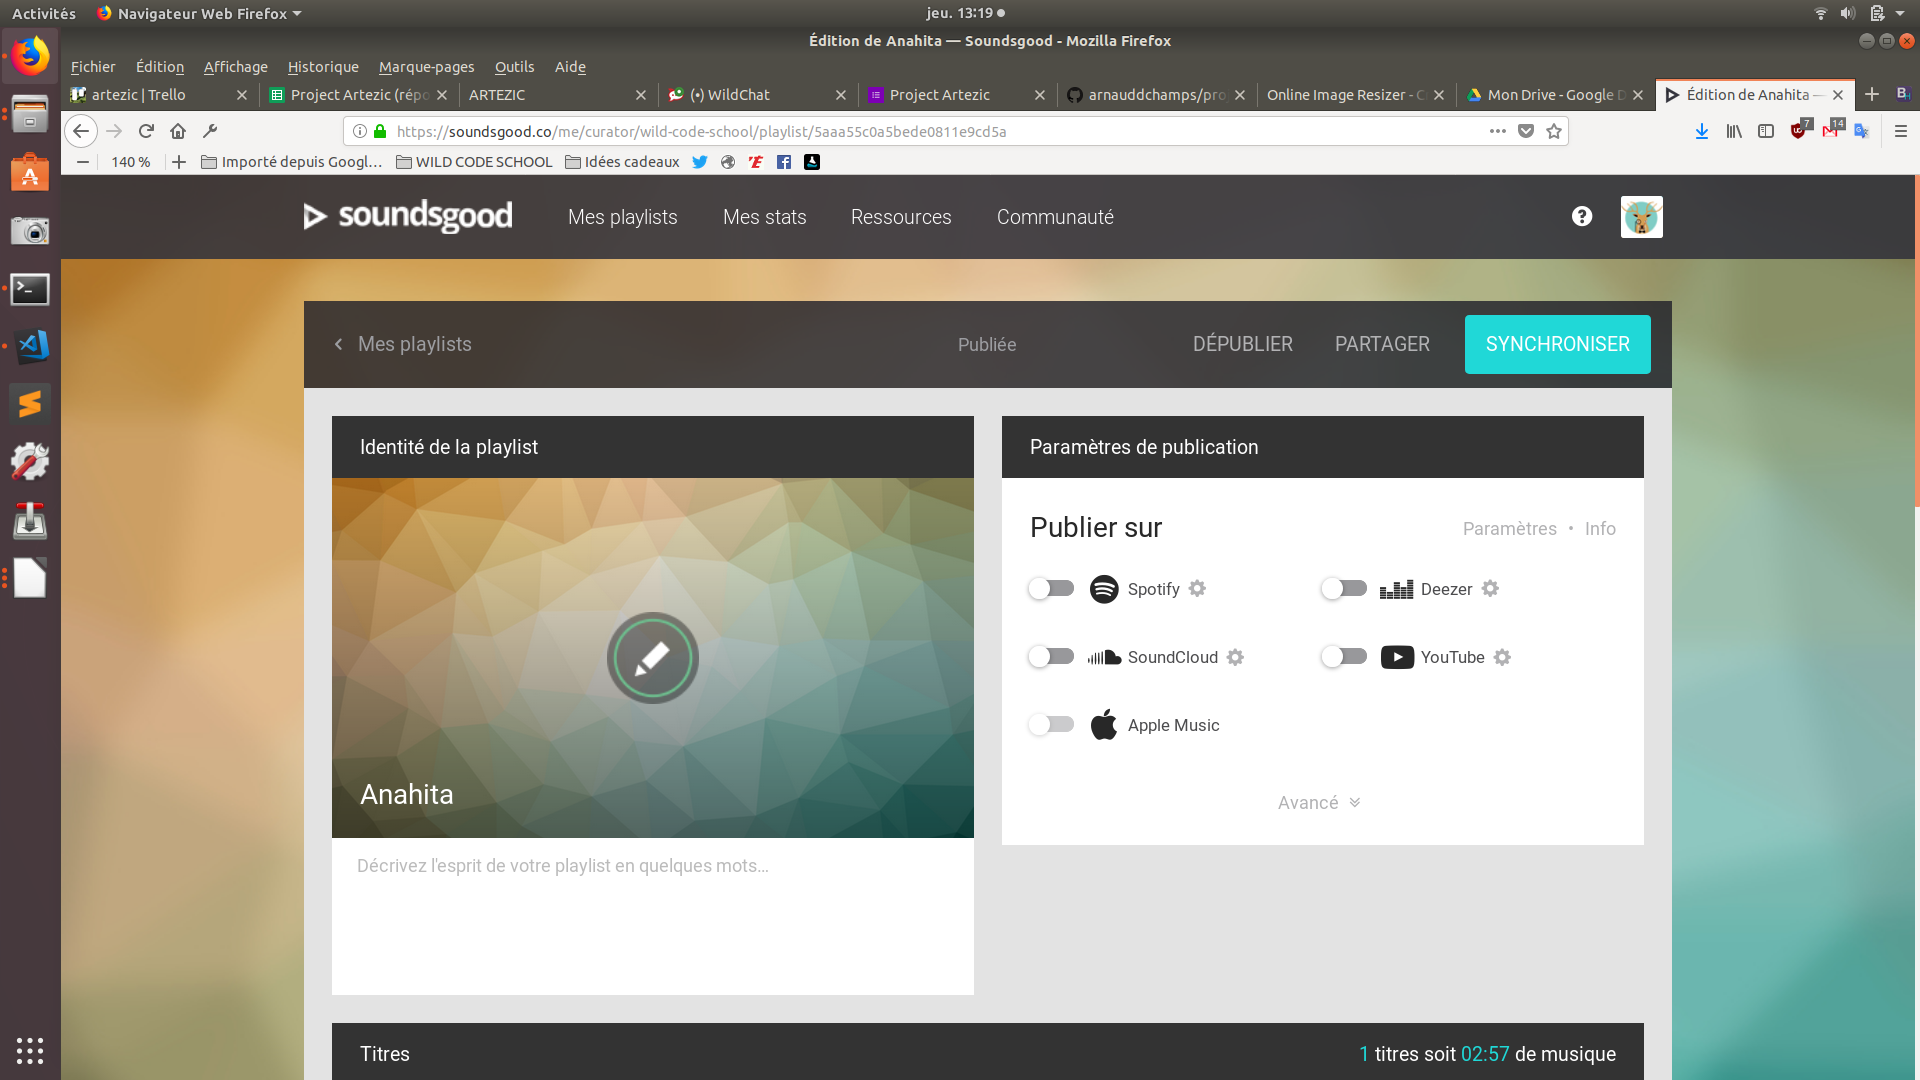 Activités
Navigateur Web Firefox
jeu. 13:19
Édition de Anahita — Soundsgood - Mozilla Firefox
Fichier Édition Affichage Historique Marque-pages Outils Aide
artezic | Trello
Project Artezic (répo
ARTEZIC
(•) WildChat
Project Artezic
arnauddchamps/pro
Online Image Resizer - C
Mon Drive - Google D
Édition de Anahita —
https://soundsgood.co/me/curator/wild-code-school/playlist/5aaa55c0a5bede0811e9cd5a
7
14
140 %
Importé depuis Googl…
WILD CODE SCHOOL
Idées cadeaux
soundsgood
Mes playlists
Mes stats
Ressources
Communauté
Mes playlists
Publiée
DÉPUBLIER
PARTAGER
SYNCHRONISER
Identité de la playlist
Anahita
Décrivez l'esprit de votre playlist en quelques mots...
Paramètres de publication
Publier sur
Paramètres • Info
Spotify
Deezer
SoundCloud
YouTube
Apple Music
Avancé
Titres
1 titres soit 02:57 de musique